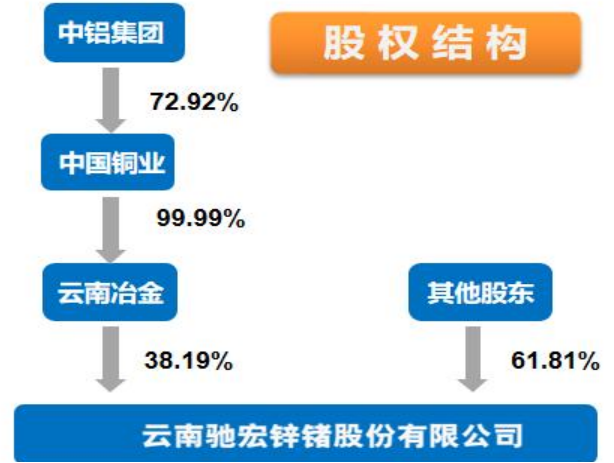 中铝集团
股权结构
72.92%
中国铜业
99.99%
云南冶金
其他股东
38.19%
61.81%
云南驰宏锌锗股份有限公司